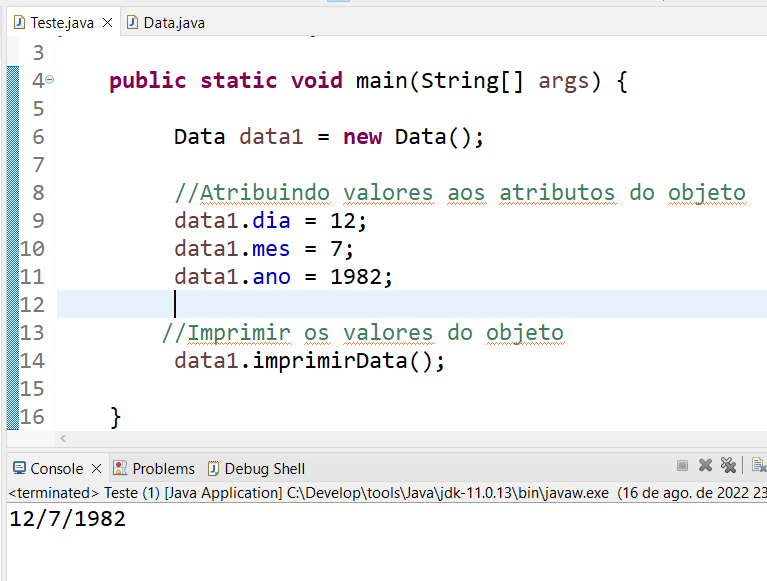 Teste.java Data.java
3
4 public static void main(String[] args) {
5
6 Data data1 = new Data();
7
8 //Atribuindo valores aos atributos do objeto
9 data1.dia = 12;
10 data1.mes = 7;
11 data1.ano = 1982;
12
13 //Imprimir os valores do objeto
14 data1.imprimirData();
15
16 }
Console Problems Debug Shell
<terminated> Teste (1) [Java Application] C:\Develop\tools\Java\jdk-11.0.13\bin\javaw.exe (16 de ago. de 2022 23
12/7/1982